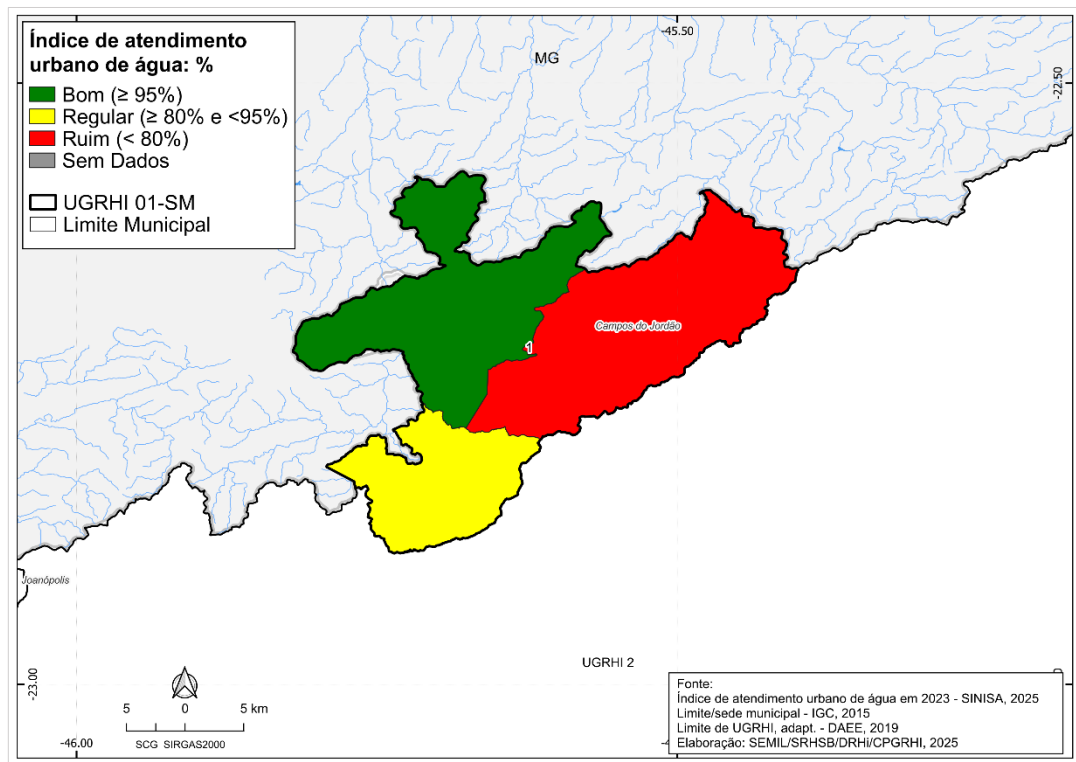 Índice de atendimento
urbano de água: %
Bom (≥ 95%)
Regular (≥ 80% e <95%)
Ruim (< 80%)
Sem Dados
UGRHI 01-SM
Limite Municipal
MG
-45.50
-22.50
Campos do Jordão
1
Joanópolis
UGRHI 2
-23.00
5 0 5 km
SCG SIRGAS2000
-46.00
Fonte:
Índice de atendimento urbano de água em 2023 - SINISA, 2025
Limite/sede municipal - IGC, 2015
Limite de UGRHI, adapt. - DAEE, 2019
Elaboração: SEMIL/SRHSB/DRHi/CPGRHI, 2025